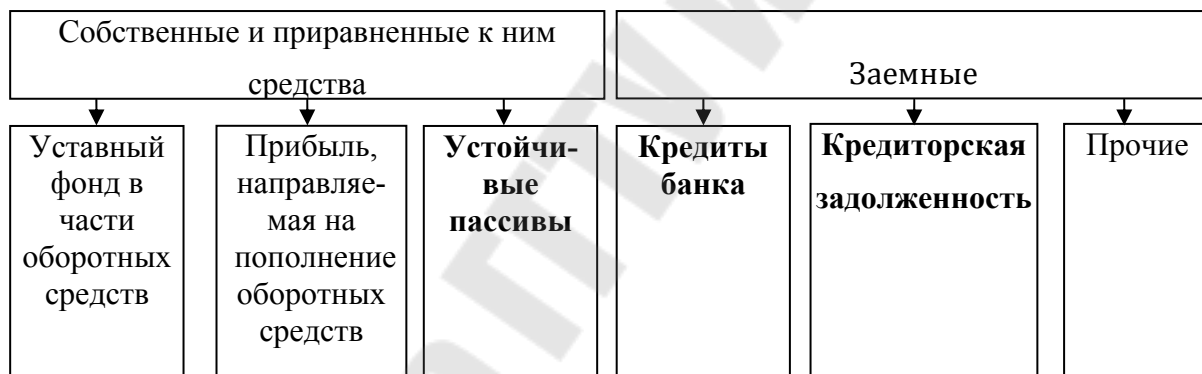 Собственные и приравненные к ним
средства
Заемные
Уставный
фонд в
части
оборотных
средств
Прибыль,
направляе-
мая на
пополнение
оборотных
средств
Устойчи-
вые
пассивы
Кредиты
банка
Кредиторская
задолженность
Прочие